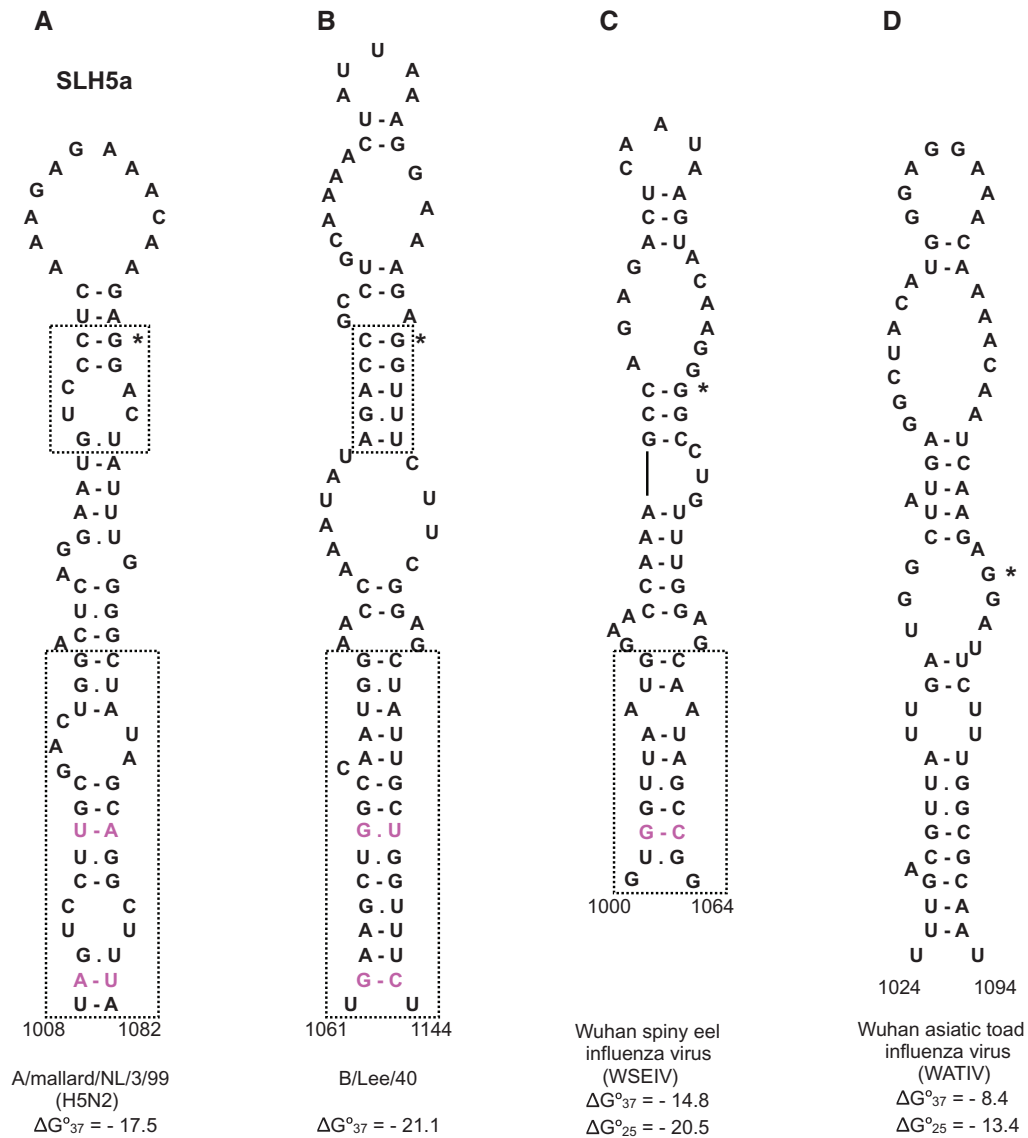 A
SLH5a
G A
A A
G A
A C
A A
A A
C - G
U - A
C - G *
C - G
C A
U C
G . U
U - A
A - U
A - U
G . U
G G
A C - G
U . G
A C - G
G - C
G . U
U - A
C U
A A
G C - G
G - C
U - A
U . G
C - G
C C
U U
G U
A - U
U - A
1008 1082
A/mallard/NL/3/99
(H5N2)
ΔG°37 = - 17.5
B
U
U A
A A
U - A
C - G
A G
A
A A
A
A A
C
G U - A
C C - G
G A
C - G *
C - G
A - U
G . U
A - U
U C
A
U U
A U
A C
A C - G
C - G
A A
A G
G - C
G . U
U - A
A - U
A - U
C C - G
G - C
G . U
U . G
C - G
G . U
A - U
A - U
G - C
U U
1061 1144
B/Lee/40
ΔG°37 = - 21.1
C
A
A U
C A
U - A
C - G
A - U
G A
C
A A
G A
G
A G
C - G *
C - G
G - C C
U
G
A - U
A - U
A - U
C - G
C - G
A A
A
G G
G - C
U - A
A A
A - U
U - A
U . G
G - C
G - C
U . G
G G
1000 1064
Wuhan spiny eel
influenza virus
(WSEIV)
ΔG°37 = - 14.8
ΔG°25 = - 20.5
D
G G
A A
G A
G - C
U - A
A A
C A
A A
U C
C A
G A
G
A - U
G - C
U - A
A
C - G
A
G G *
G G
U A
U
A - U
G . C
U U
U U
A - U
U . G
U . G
G - C
C - G
A
G - C
U - A
U - A
U U
1024 1094
Wuhan asiatic toad
influenza virus
(WATIV)
ΔG°37 = - 8.4
ΔG°25 = - 13.4